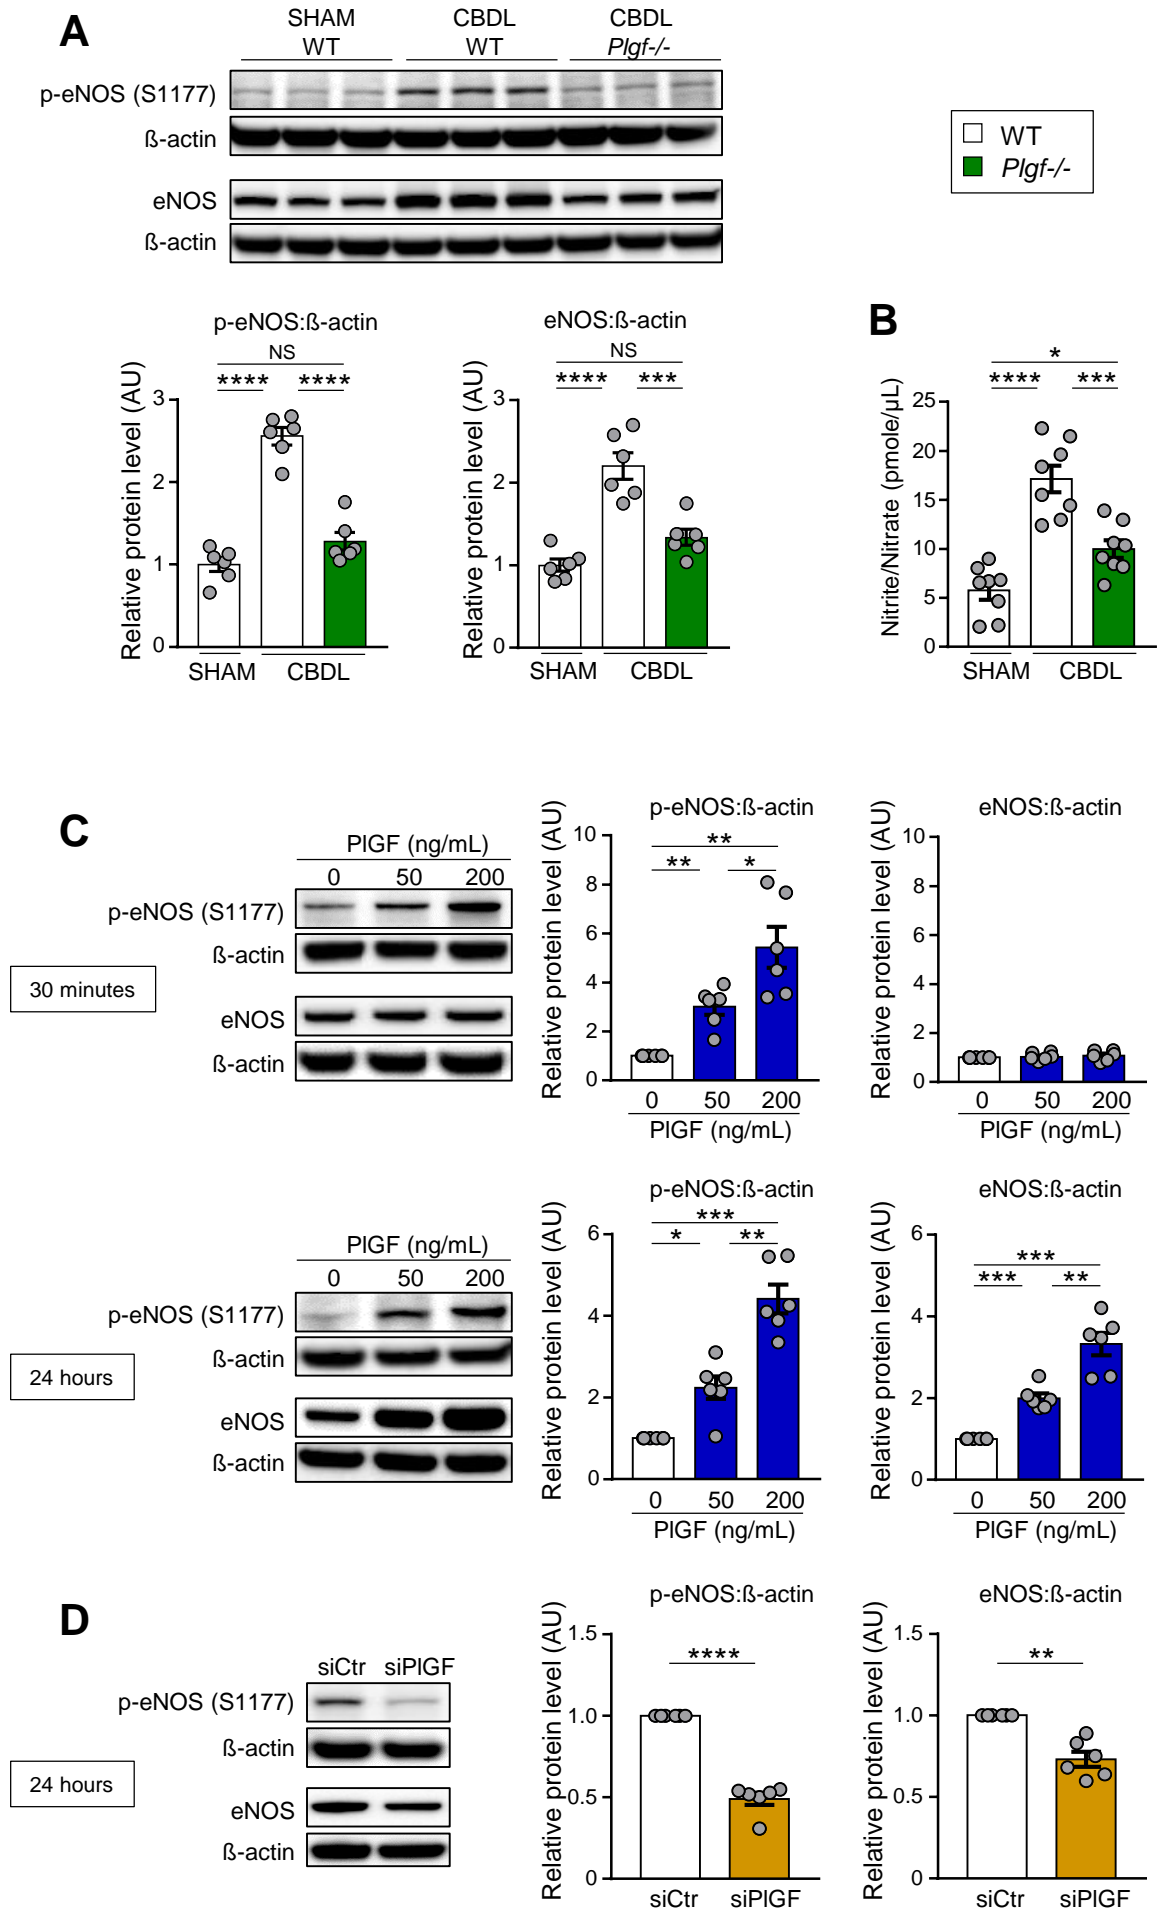 A
SHAM CBDL CBDL
WT WT Plgf-/-
p-eNOS (S1177)
ß-actin
eNOS
ß-actin
WT
Plgf-/-
p-eNOS:ß-actin
NS
**** ****
Relative protein level (AU)
3
2
1
0
SHAM CBDL
eNOS:ß-actin
NS
**** ***
Relative protein level (AU)
3
2
1
0
SHAM CBDL
B
*
**** ***
Nitrite/Nitrate (pmole/µL)
25
20
15
10
5
0
SHAM CBDL
C
30 minutes
PlGF (ng/mL)
0 50 200
p-eNOS (S1177)
ß-actin
eNOS
ß-actin
p-eNOS:ß-actin
**
** *
Relative protein level (AU)
10
8
6
4
2
0
0 50 200
PlGF (ng/mL)
eNOS:ß-actin
Relative protein level (AU)
10
8
6
4
2
0
0 50 200
PlGF (ng/mL)
24 hours
PlGF (ng/mL)
0 50 200
p-eNOS (S1177)
ß-actin
eNOS
ß-actin
p-eNOS:ß-actin
***
* **
Relative protein level (AU)
6
4
2
0
0 50 200
PlGF (ng/mL)
eNOS:ß-actin
***
*** **
Relative protein level (AU)
6
4
2
0
0 50 200
PlGF (ng/mL)
D
24 hours
siCtr siPlGF
p-eNOS (S1177)
ß-actin
eNOS
ß-actin
p-eNOS:ß-actin
****
Relative protein level (AU)
1.5
1.0
0.5
0
siCtr siPlGF
eNOS:ß-actin
**
Relative protein level (AU)
1.5
1.0
0.5
0
siCtr siPlGF